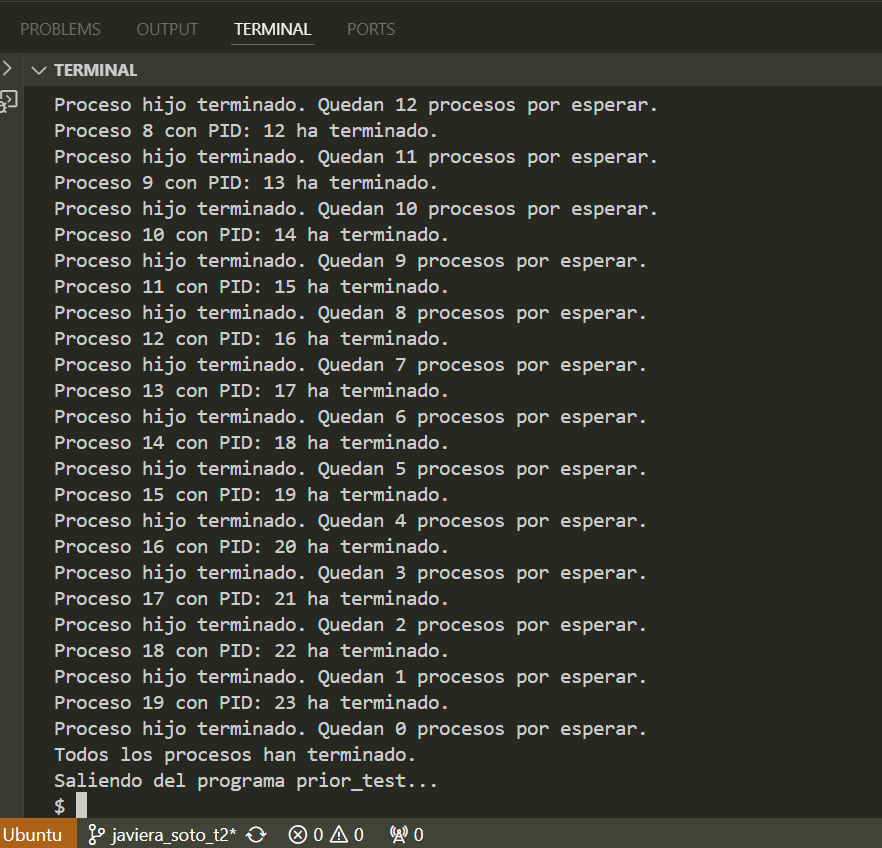 PROBLEMS OUTPUT TERMINAL PORTS
TERMINAL
Proceso hijo terminado. Quedan 12 procesos por esperar.
Proceso 8 con PID: 12 ha terminado.
Proceso hijo terminado. Quedan 11 procesos por esperar.
Proceso 9 con PID: 13 ha terminado.
Proceso hijo terminado. Quedan 10 procesos por esperar.
Proceso 10 con PID: 14 ha terminado.
Proceso hijo terminado. Quedan 9 procesos por esperar.
Proceso 11 con PID: 15 ha terminado.
Proceso hijo terminado. Quedan 8 procesos por esperar.
Proceso 12 con PID: 16 ha terminado.
Proceso hijo terminado. Quedan 7 procesos por esperar.
Proceso 13 con PID: 17 ha terminado.
Proceso hijo terminado. Quedan 6 procesos por esperar.
Proceso 14 con PID: 18 ha terminado.
Proceso hijo terminado. Quedan 5 procesos por esperar.
Proceso 15 con PID: 19 ha terminado.
Proceso hijo terminado. Quedan 4 procesos por esperar.
Proceso 16 con PID: 20 ha terminado.
Proceso hijo terminado. Quedan 3 procesos por esperar.
Proceso 17 con PID: 21 ha terminado.
Proceso hijo terminado. Quedan 2 procesos por esperar.
Proceso 18 con PID: 22 ha terminado.
Proceso hijo terminado. Quedan 1 procesos por esperar.
Proceso 19 con PID: 23 ha terminado.
Proceso hijo terminado. Quedan 0 procesos por esperar.
Todos los procesos han terminado.
Saliendo del programa prior_test...
$
Ubuntu javiera_soto_t2* 0 0 0